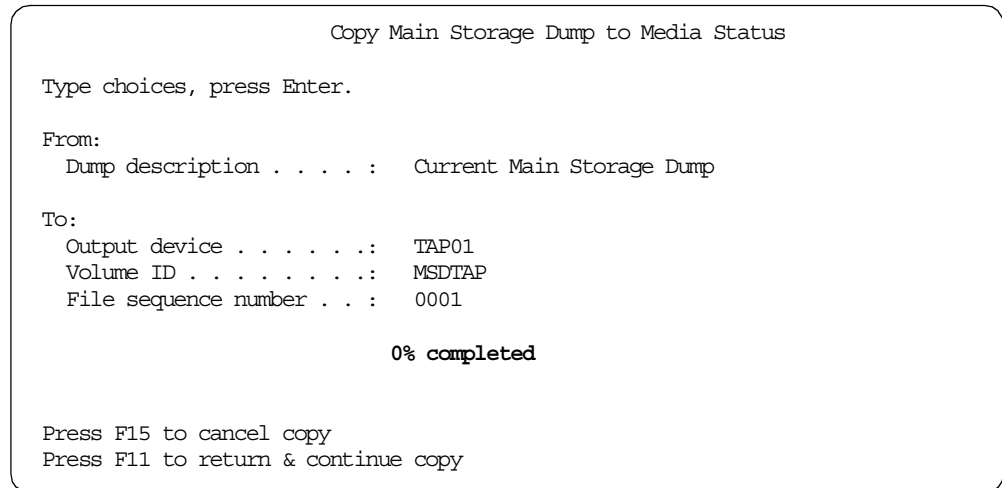 Copy Main Storage Dump to Media Status
Type choices, press Enter.
From:
Dump description . . . . : Current Main Storage Dump
To:
Output device . . . . . .: TAP01
Volume ID . . . . . . . .: MSDTAP
File sequence number . . : 0001
0% completed
Press F15 to cancel copy
Press F11 to return & continue copy